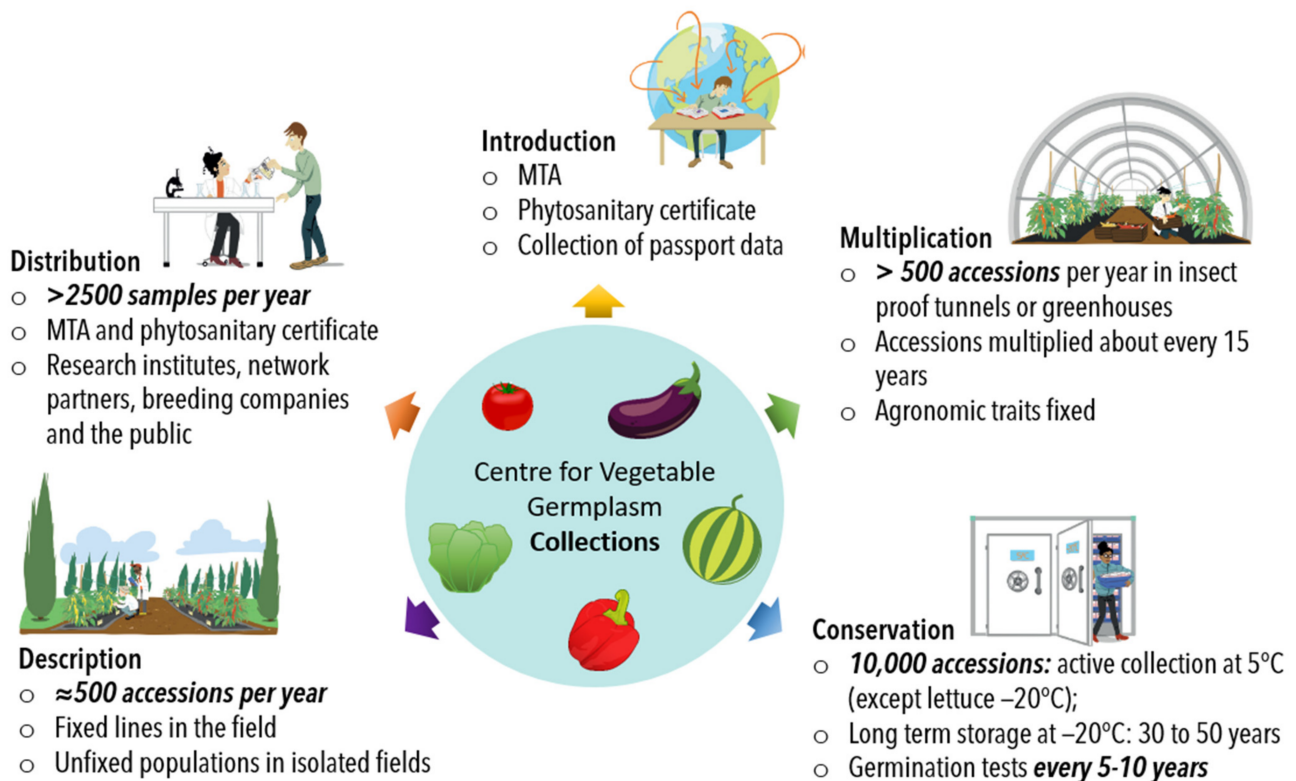 Introduction
o MTA
o Phytosanitary certificate
o Collection of passport data
Multiplication
o > 500 accessions per year in insect
proof tunnels or greenhouses
o Accessions multiplied about every 15
years
o Agronomic traits fixed
Conservation
o 10,000 accessions: active collection at 5ºC
(except lettuce –20ºC);
o Long term storage at –20ºC: 30 to 50 years
o Germination tests every 5-10 years
Description
o ≈500 accessions per year
o Fixed lines in the field
o Unfixed populations in isolated fields
Distribution
o >2500 samples per year
o MTA and phytosanitary certificate
o Research institutes, network
partners, breeding companies
and the public
Centre for Vegetable
Germplasm
Collections